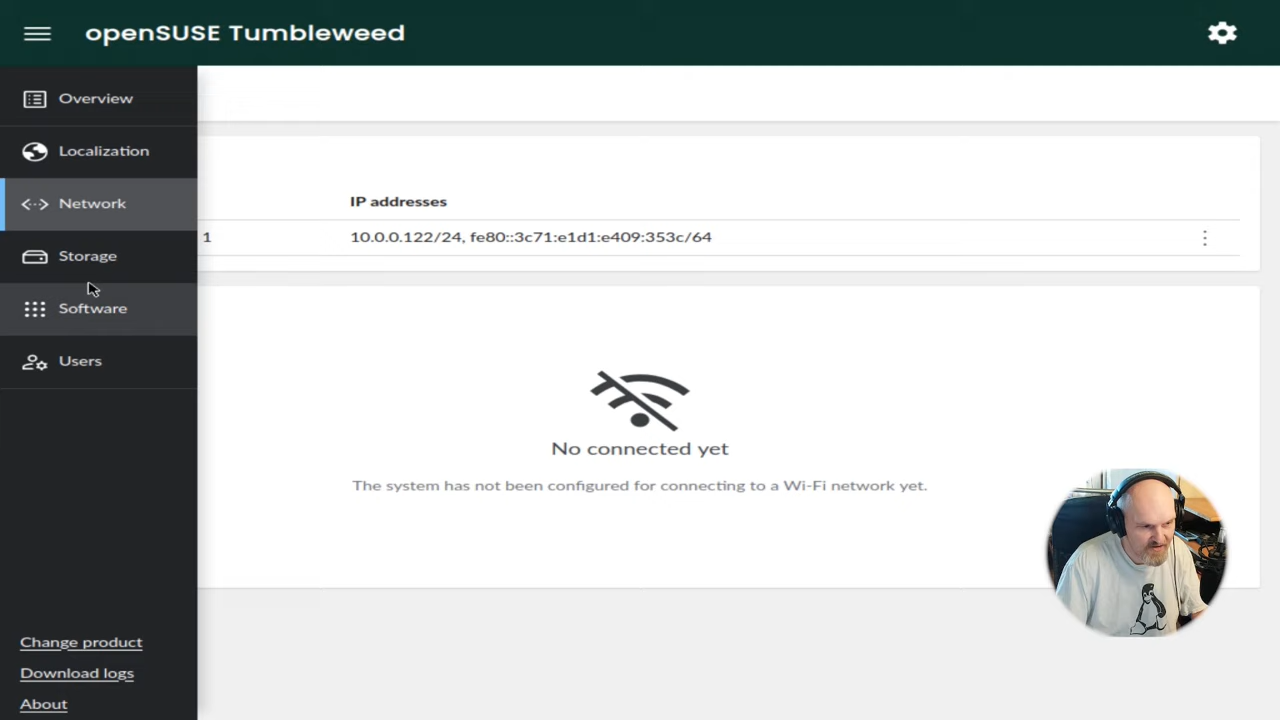 openSUSE Tumbleweed
Overview
Localization
Network
Storage
Software
Users
Change product
Download logs
About
IP addresses
1 10.0.0.122/24, fe80::3c71:e1d1:e409:353c/64
No connected yet
The system has not been configured for connecting to a Wi-Fi network yet.